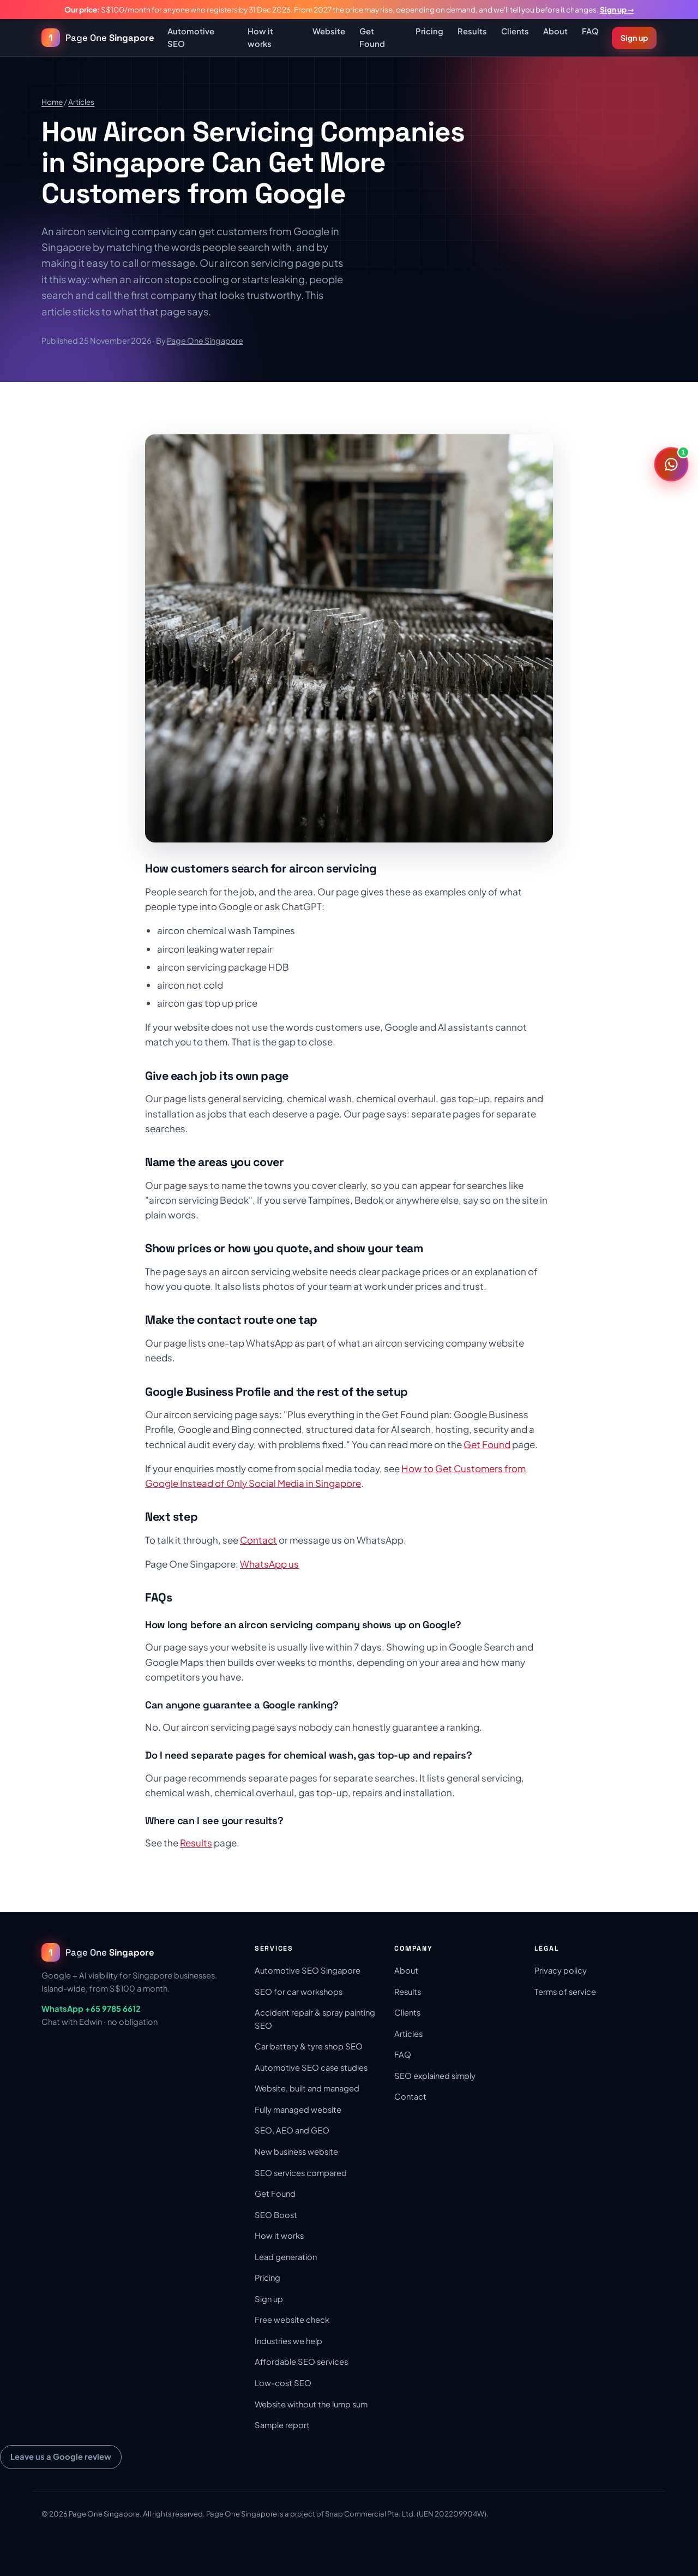 Our price: S$100/month for anyone who registers by 31 Dec 2026. From 2027 the price may rise, depending on demand, and we'll tell you before it changes. Sign up →
1 Page One Singapore
Automotive SEO
How it works
Website
Get Found
Pricing
Results
Clients
About
FAQ
Sign up
Home / Articles
How Aircon Servicing Companies
in Singapore Can Get More
Customers from Google
An aircon servicing company can get customers from Google in
Singapore by matching the words people search with, and by
making it easy to call or message. Our aircon servicing page puts
it this way: when an aircon stops cooling or starts leaking, people
search and call the first company that looks trustworthy. This
article sticks to what that page says.
Published 25 November 2026 · By Page One Singapore
1
How customers search for aircon servicing
People search for the job, and the area. Our page gives these as examples only of what
people type into Google or ask ChatGPT:
• aircon chemical wash Tampines
• aircon leaking water repair
• aircon servicing package HDB
• aircon not cold
• aircon gas top up price
If your website does not use the words customers use, Google and AI assistants cannot
match you to them. That is the gap to close.
Give each job its own page
Our page lists general servicing, chemical wash, chemical overhaul, gas top-up, repairs and
installation as jobs that each deserve a page. Our page says: separate pages for separate
searches.
Name the areas you cover
Our page says to name the towns you cover clearly, so you can appear for searches like
"aircon servicing Bedok". If you serve Tampines, Bedok or anywhere else, say so on the site in
plain words.
Show prices or how you quote, and show your team
The page says an aircon servicing website needs clear package prices or an explanation of
how you quote. It also lists photos of your team at work under prices and trust.
Make the contact route one tap
Our page lists one-tap WhatsApp as part of what an aircon servicing company website
needs.
Google Business Profile and the rest of the setup
Our aircon servicing page says: "Plus everything in the Get Found plan: Google Business
Profile, Google and Bing connected, structured data for AI search, hosting, security and a
technical audit every day, with problems fixed." You can read more on the Get Found page.
If your enquiries mostly come from social media today, see How to Get Customers from
Google Instead of Only Social Media in Singapore.
Next step
To talk it through, see Contact or message us on WhatsApp.
Page One Singapore: WhatsApp us
FAQs
How long before an aircon servicing company shows up on Google?
Our page says your website is usually live within 7 days. Showing up in Google Search and
Google Maps then builds over weeks to months, depending on your area and how many
competitors you have.
Can anyone guarantee a Google ranking?
No. Our aircon servicing page says nobody can honestly guarantee a ranking.
Do I need separate pages for chemical wash, gas top-up and repairs?
Our page recommends separate pages for separate searches. It lists general servicing,
chemical wash, chemical overhaul, gas top-up, repairs and installation.
Where can I see your results?
See the Results page.
1 Page One Singapore
Google + AI visibility for Singapore businesses.
Island-wide, from S$100 a month.
WhatsApp +65 9785 6612
Chat with Edwin · no obligation
SERVICES
Automotive SEO Singapore
SEO for car workshops
Accident repair & spray painting
SEO
Car battery & tyre shop SEO
Automotive SEO case studies
Website, built and managed
Fully managed website
SEO, AEO and GEO
New business website
SEO services compared
Get Found
SEO Boost
How it works
Lead generation
Pricing
Sign up
Free website check
Industries we help
Affordable SEO services
Low-cost SEO
Website without the lump sum
Sample report
COMPANY
About
Results
Clients
Articles
FAQ
SEO explained simply
Contact
LEGAL
Privacy policy
Terms of service
Leave us a Google review
© 2026 Page One Singapore. All rights reserved. Page One Singapore is a project of Snap Commercial Pte. Ltd. (UEN 202209904W).